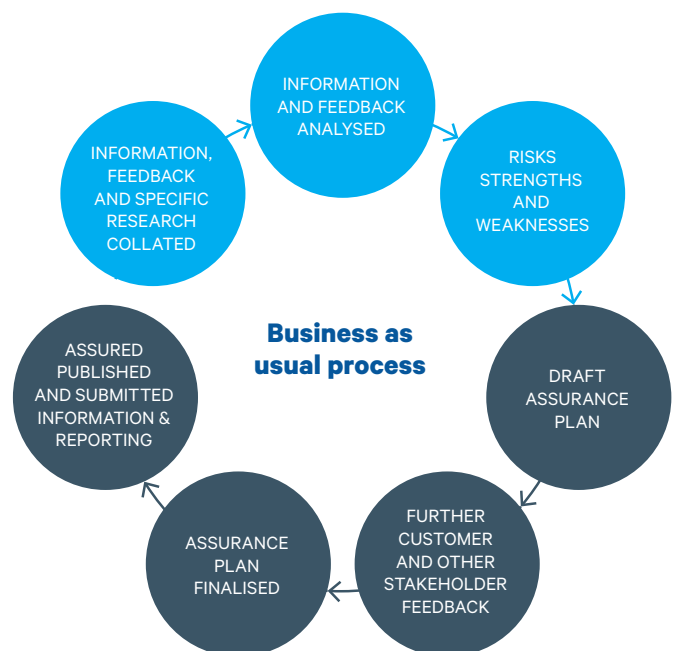 INFORMATION
AND FEEDBACK
ANALYSED
RISKS
STRENGTHS
AND
WEAKNESSES
DRAFT
ASSURANCE
PLAN
FURTHER
CUSTOMER
AND OTHER
STAKEHOLDER
FEEDBACK
ASSURANCE
PLAN
FINALISED
ASSURED
PUBLISHED
AND SUBMITTED
INFORMATION &
REPORTING
INFORMATION,
FEEDBACK
AND SPECIFIC
RESEARCH
COLLATED
Business as
usual process